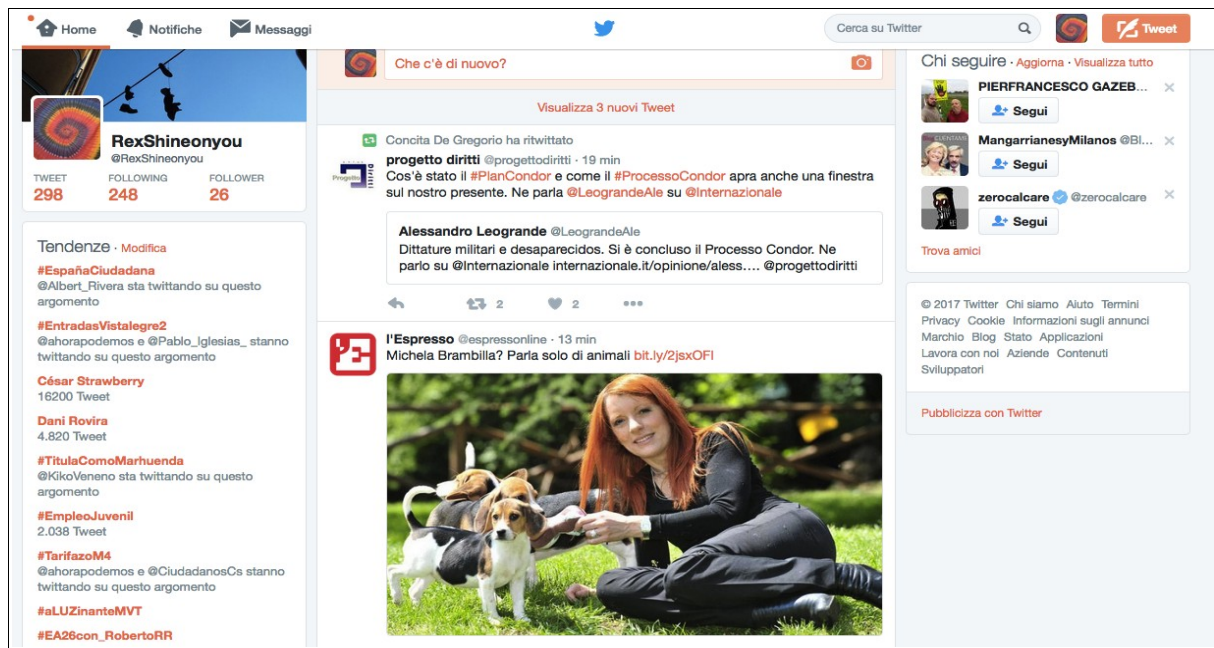 Home
Notifiche
Messaggi
Cerca su Twitter
Tweet
RexShineonyou
@RexShineonyou
TWEET FOLLOWING FOLLOWER
298 248 26
Tendenze · Modifica
#EspañaCiudadana
@Albert_Rivera sta twittando su questo
argomento
#EntradasVistalegre2
@ahorapodemos e @Pablo_Iglesias_ stanno
twittando su questo argomento
César Strawberry
16200 Tweet
Dani Rovira
4.820 Tweet
#TitulaComoMarhuenda
@KikoVeneno sta twittando su questo
argomento
#EmpleoJuvenil
2.038 Tweet
#TarifazoM4
@ahorapodemos e @CiudadanosCs stanno
twittando su questo argomento
#aLUZinanteMVT
#EA26con_RobertoRR
Che c'è di nuovo?
Visualizza 3 nuovi Tweet
Concita De Gregorio ha ritwittato
progetto diritti @progettodiritti · 19 min
Cos'è stato il #PlanCondor e come il #ProcessoCondor apra anche una finestra
sul nostro presente. Ne parla @LeograndeAle su @Internazionale
Alessandro Leogrande @LeograndeAle
Dittature militari e desaparecidos. Si è concluso il Processo Condor. Ne
parlo su @Internazionale internazionale.it/opinione/aless.... @progettodiritti
2 2
l'Espresso @espressonline · 13 min
Michela Brambilla? Parla solo di animali bit.ly/2jsxOFI
Chi seguire · Aggiorna · Visualizza tutto
PIERFRANCESCO GAZEB...
Segui
MangarrianesyMilanos @Bl...
Segui
zerocalcare @zerocalcare
Segui
Trova amici
© 2017 Twitter Chi siamo Aiuto Termini
Privacy Cookie Informazioni sugli annunci
Marchio Blog Stato Applicazioni
Lavora con noi Aziende Contenuti
Sviluppatori
Pubblicizza con Twitter